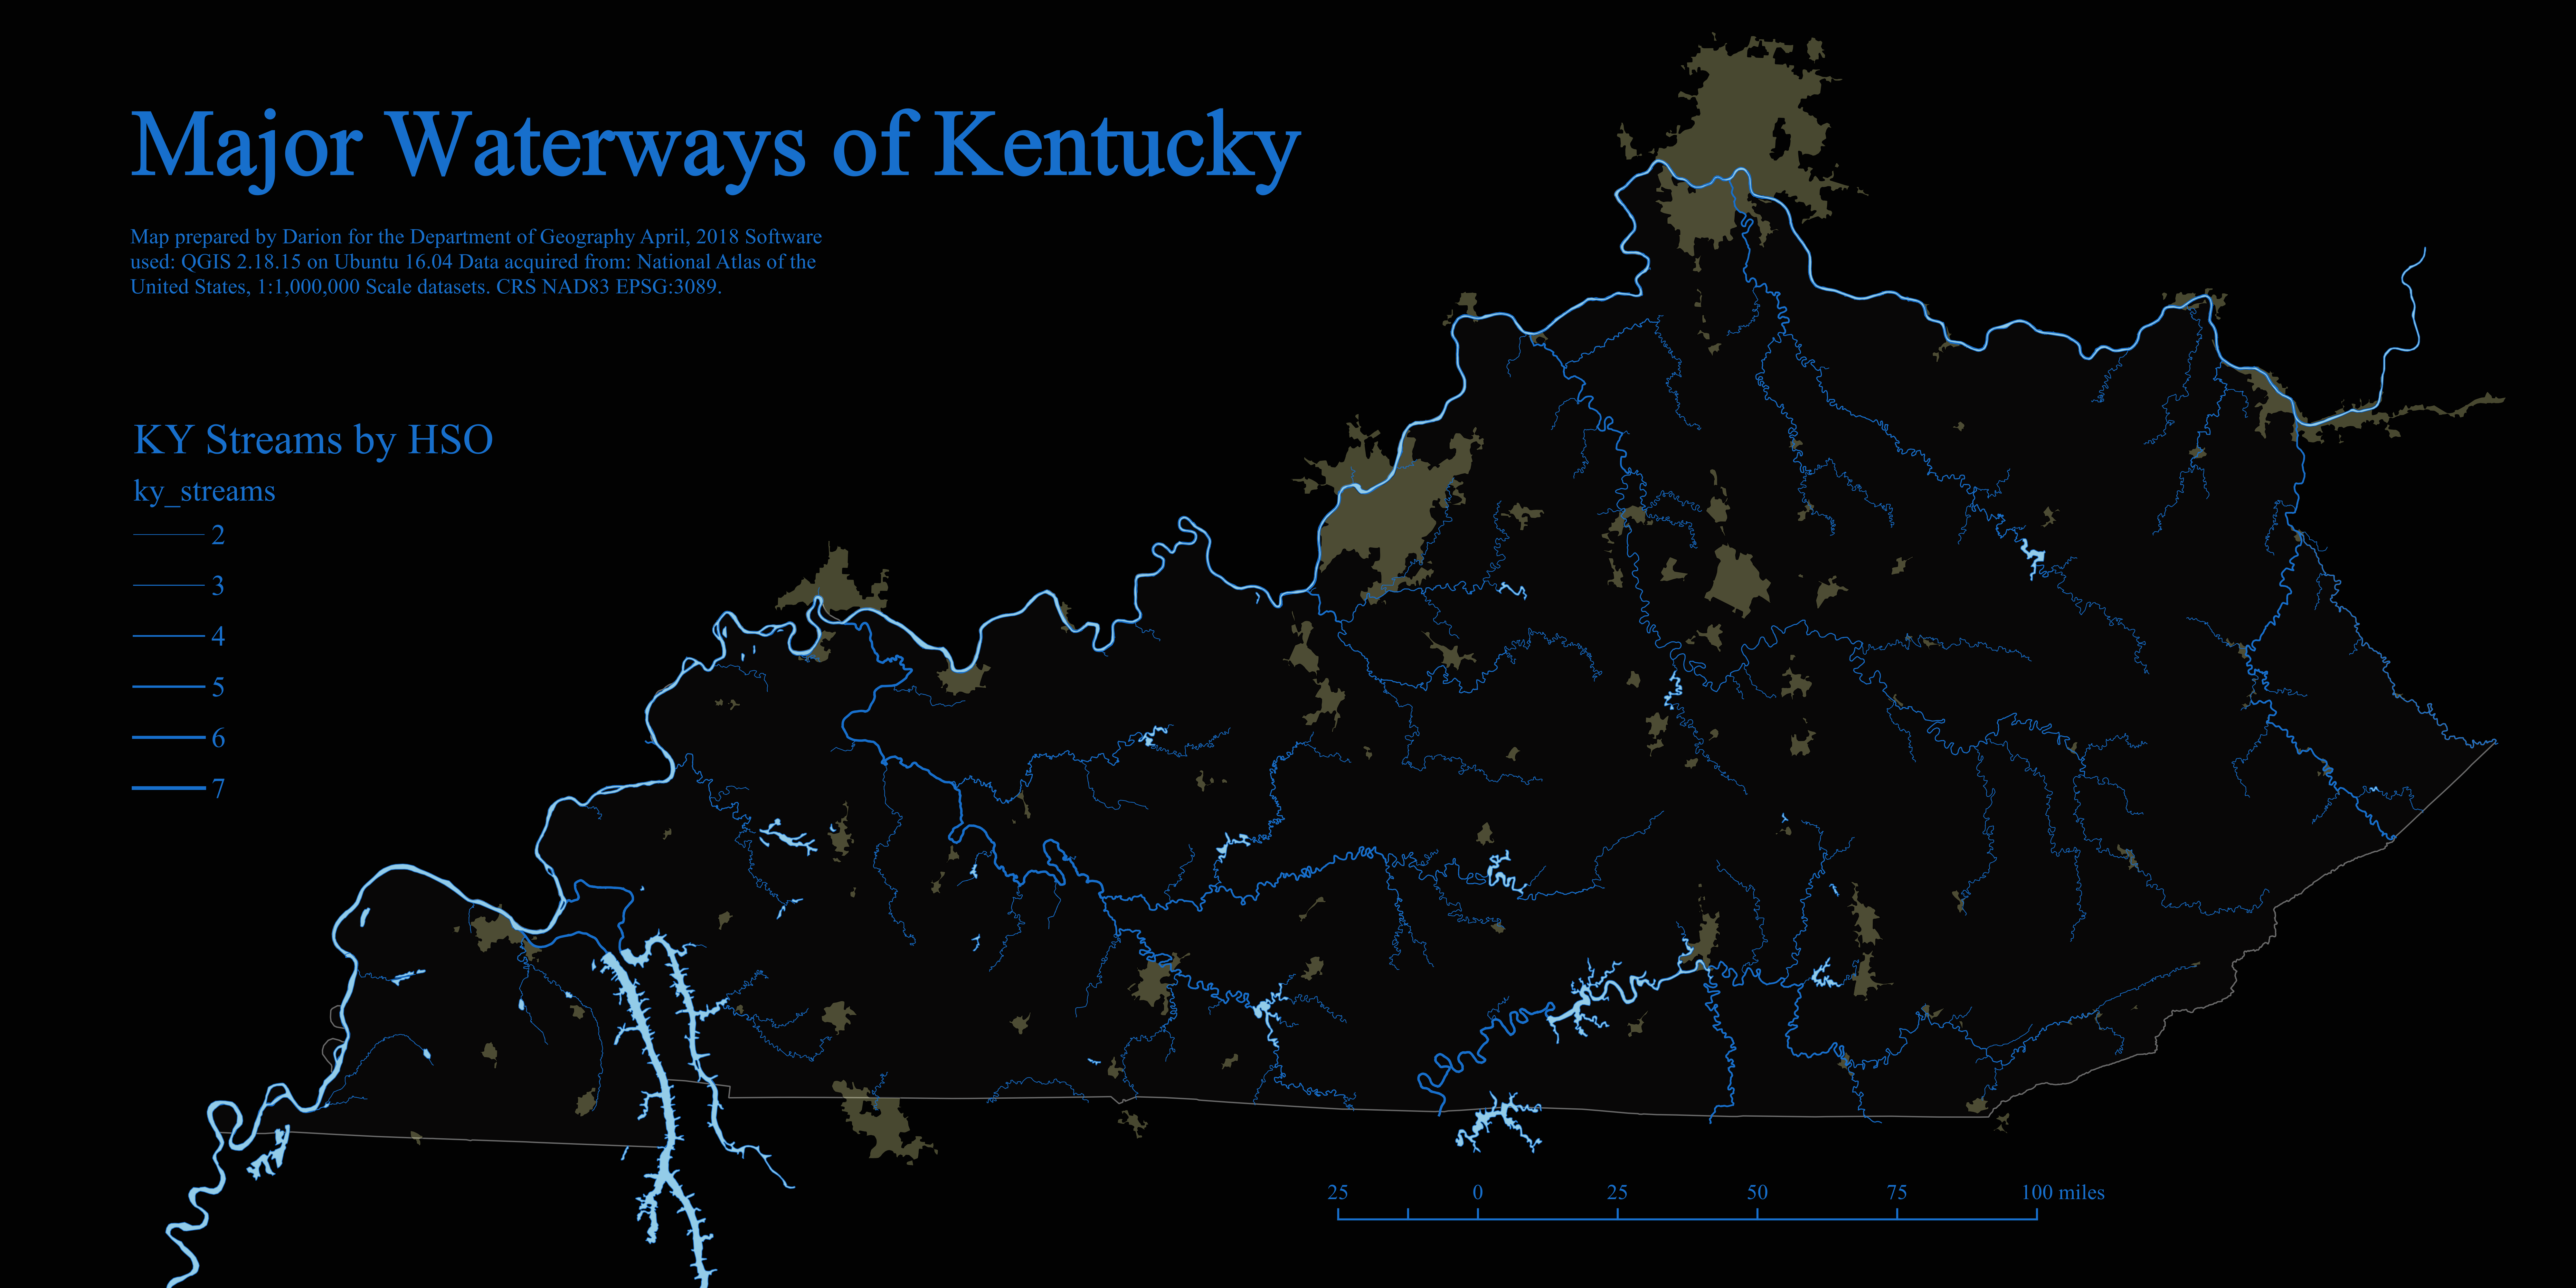 Major Waterways of Kentucky
Map prepared by Darion for the Department of Geography April, 2018 Software
used: QGIS 2.18.15 on Ubuntu 16.04 Data acquired from: National Atlas of the
United States, 1:1,000,000 Scale datasets. CRS NAD83 EPSG:3089.
KY Streams by HSO
ky_streams
2
3
4
5
6
7
25 0 25 50 75 100 miles